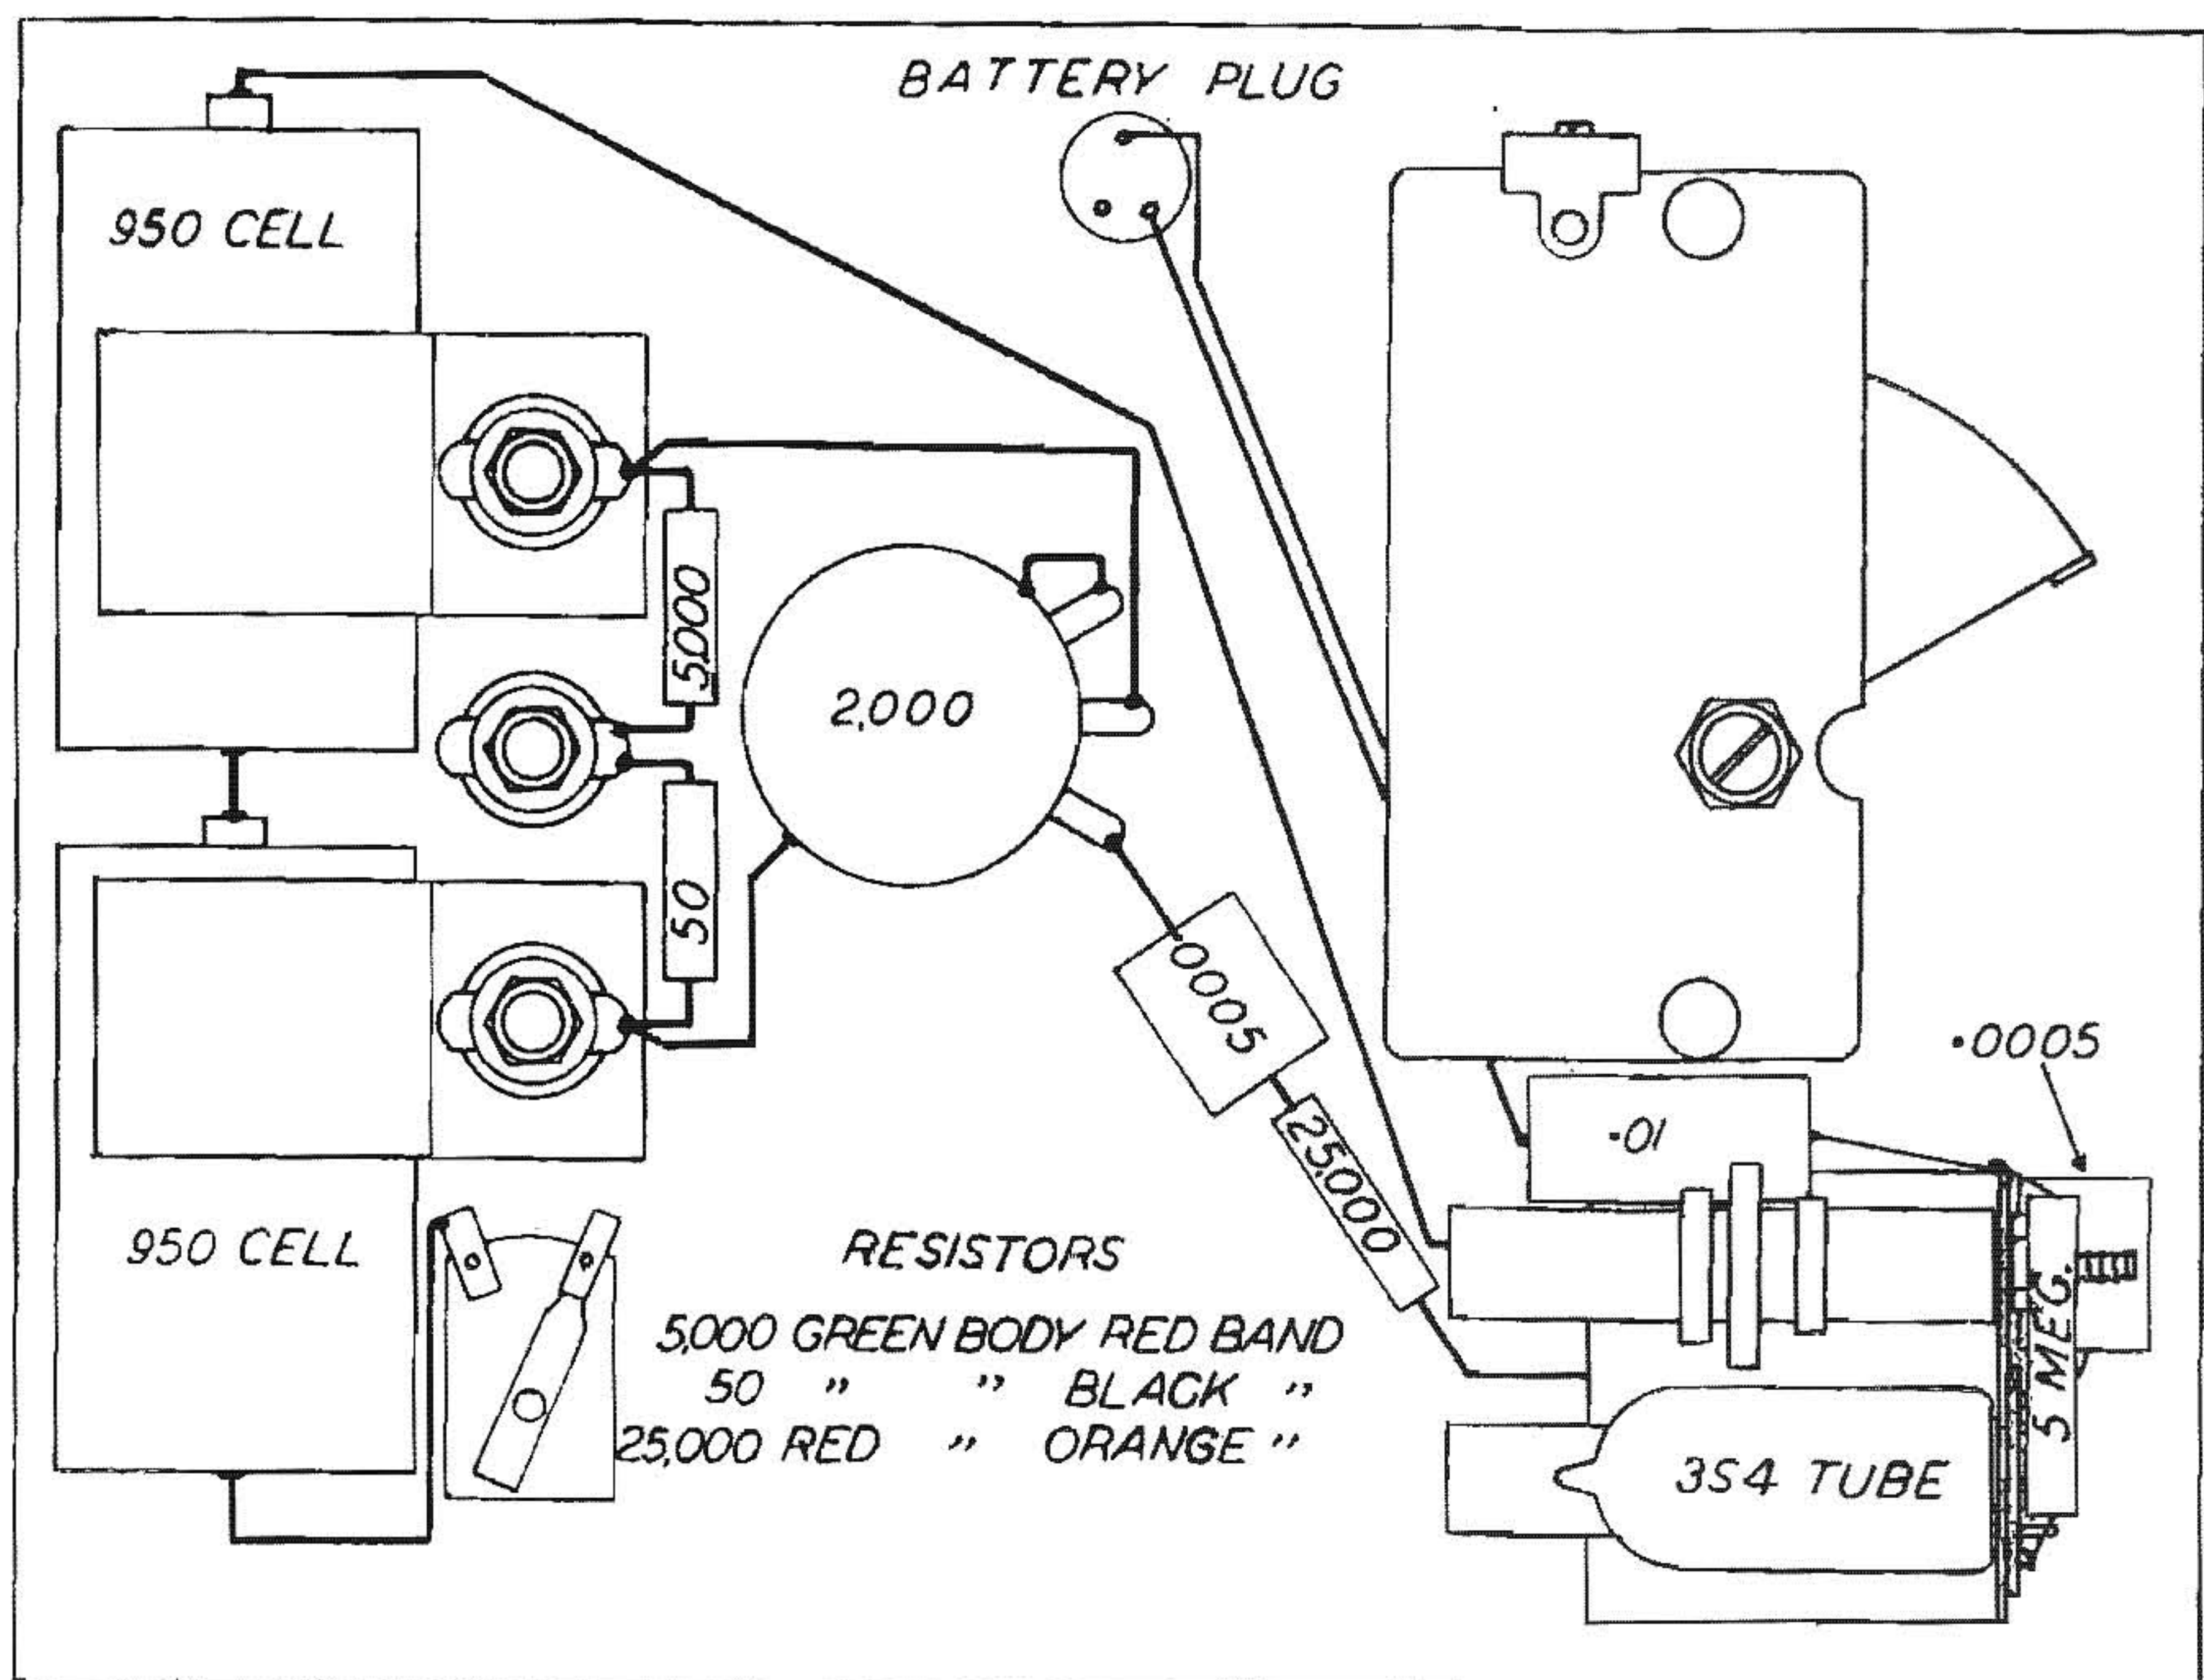 BATTERY PLUG
950 CELL
5,000
2,000
50
.0005
25,000
.01
.0005
5 MEG.
3S4 TUBE
950 CELL
RESISTORS
5,000 GREEN BODY RED BAND
50 " " BLACK "
25,000 RED " ORANGE "